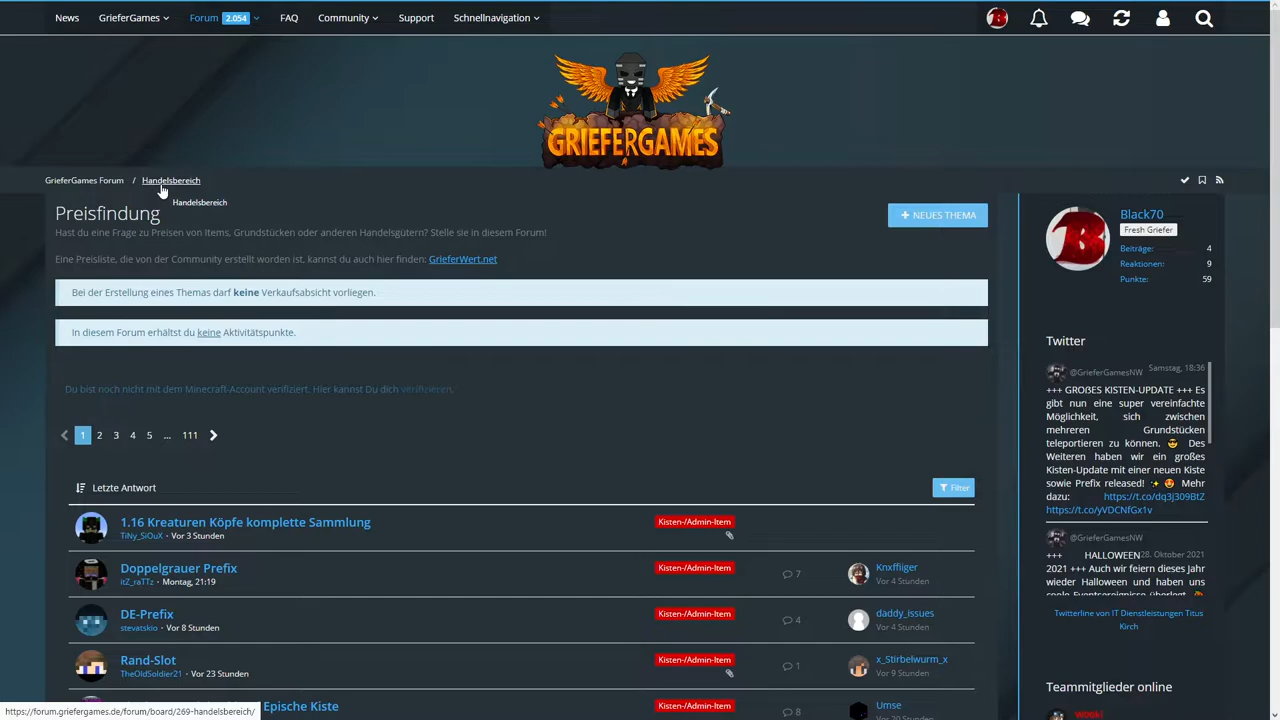 News GrieferGames Forum 2.054 FAQ Community Support Schnellnavigation
GRIEFERGAMES
GrieferGames Forum / Handelsbereich
Handelsbereich
Preisfindung
NEUES THEMA
Hast du eine Frage zu Preisen von Items, Grundstücken oder anderen Handelsgütern? Stelle sie in diesem Forum!
Eine Preisliste, die von der Community erstellt worden ist, kannst du auch hier finden: GrieferWert.net
Bei der Erstellung eines Themas darf keine Verkaufsabsicht vorliegen.
In diesem Forum erhältst du keine Aktivitätspunkte.
Du bist noch nicht mit dem Minecraft-Account verifiziert. Hier kannst Du dich verifizieren.
1 2 3 4 5 ... 111
Letzte Antwort
Filter
1.16 Kreaturen Köpfe komplette Sammlung
TiNy_SiOuX • Vor 3 Stunden
Kisten-/Admin-Item
Doppelgrauer Prefix
itZ_raTTz • Montag, 21:19
Kisten-/Admin-Item
7
Knxffiiger
Vor 4 Stunden
DE-Prefix
stevatskio • Vor 8 Stunden
Kisten-/Admin-Item
4
daddy_issues
Vor 4 Stunden
Rand-Slot
TheOldSoldier21 • Vor 23 Stunden
Kisten-/Admin-Item
1
x_Stirbelwurm_x
Vor 9 Stunden
Epische Kiste
Kisten-/Admin-Item
8
Umse
Black70
Fresh Griefer
Beiträge: 4
Reaktionen: 9
Punkte: 59
Twitter
@GrieferGamesNW Samstag, 18:36
+++ GROẞES KISTEN-UPDATE +++ Es
gibt nun eine super vereinfachte
Möglichkeit, sich zwischen
mehreren Grundstücken
teleportieren zu können. Des
Weiteren haben wir ein großes
Kisten-Update mit einer neuen Kiste
sowie Prefix released! Mehr
dazu: https://t.co/dq3j309BtZ
https://t.co/yVDCNfGx1v
@GrieferGamesNW
28. Oktober 2021
+++ HALLOWEEN
2021 +++ Auch wir feiern dieses Jahr
wieder Halloween und haben uns
coole Eventereignisse überlegt.
Twitterline von IT Dienstleistungen Titus
Kirch
Teammitglieder online
https://forum.griefergames.de/forum/board/269-handelsbereich/